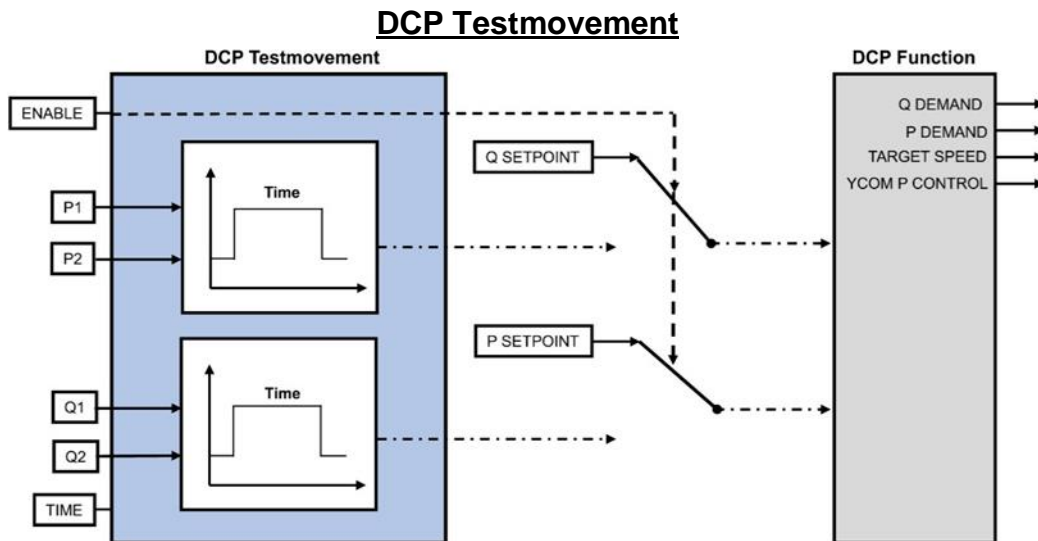 DCP Testmovement
DCP Testmovement
DCP Function
ENABLE
P1
P2
Time
Q1
Q2
Time
TIME
Q SETPOINT
P SETPOINT
Q DEMAND
P DEMAND
TARGET SPEED
YCOM P CONTROL